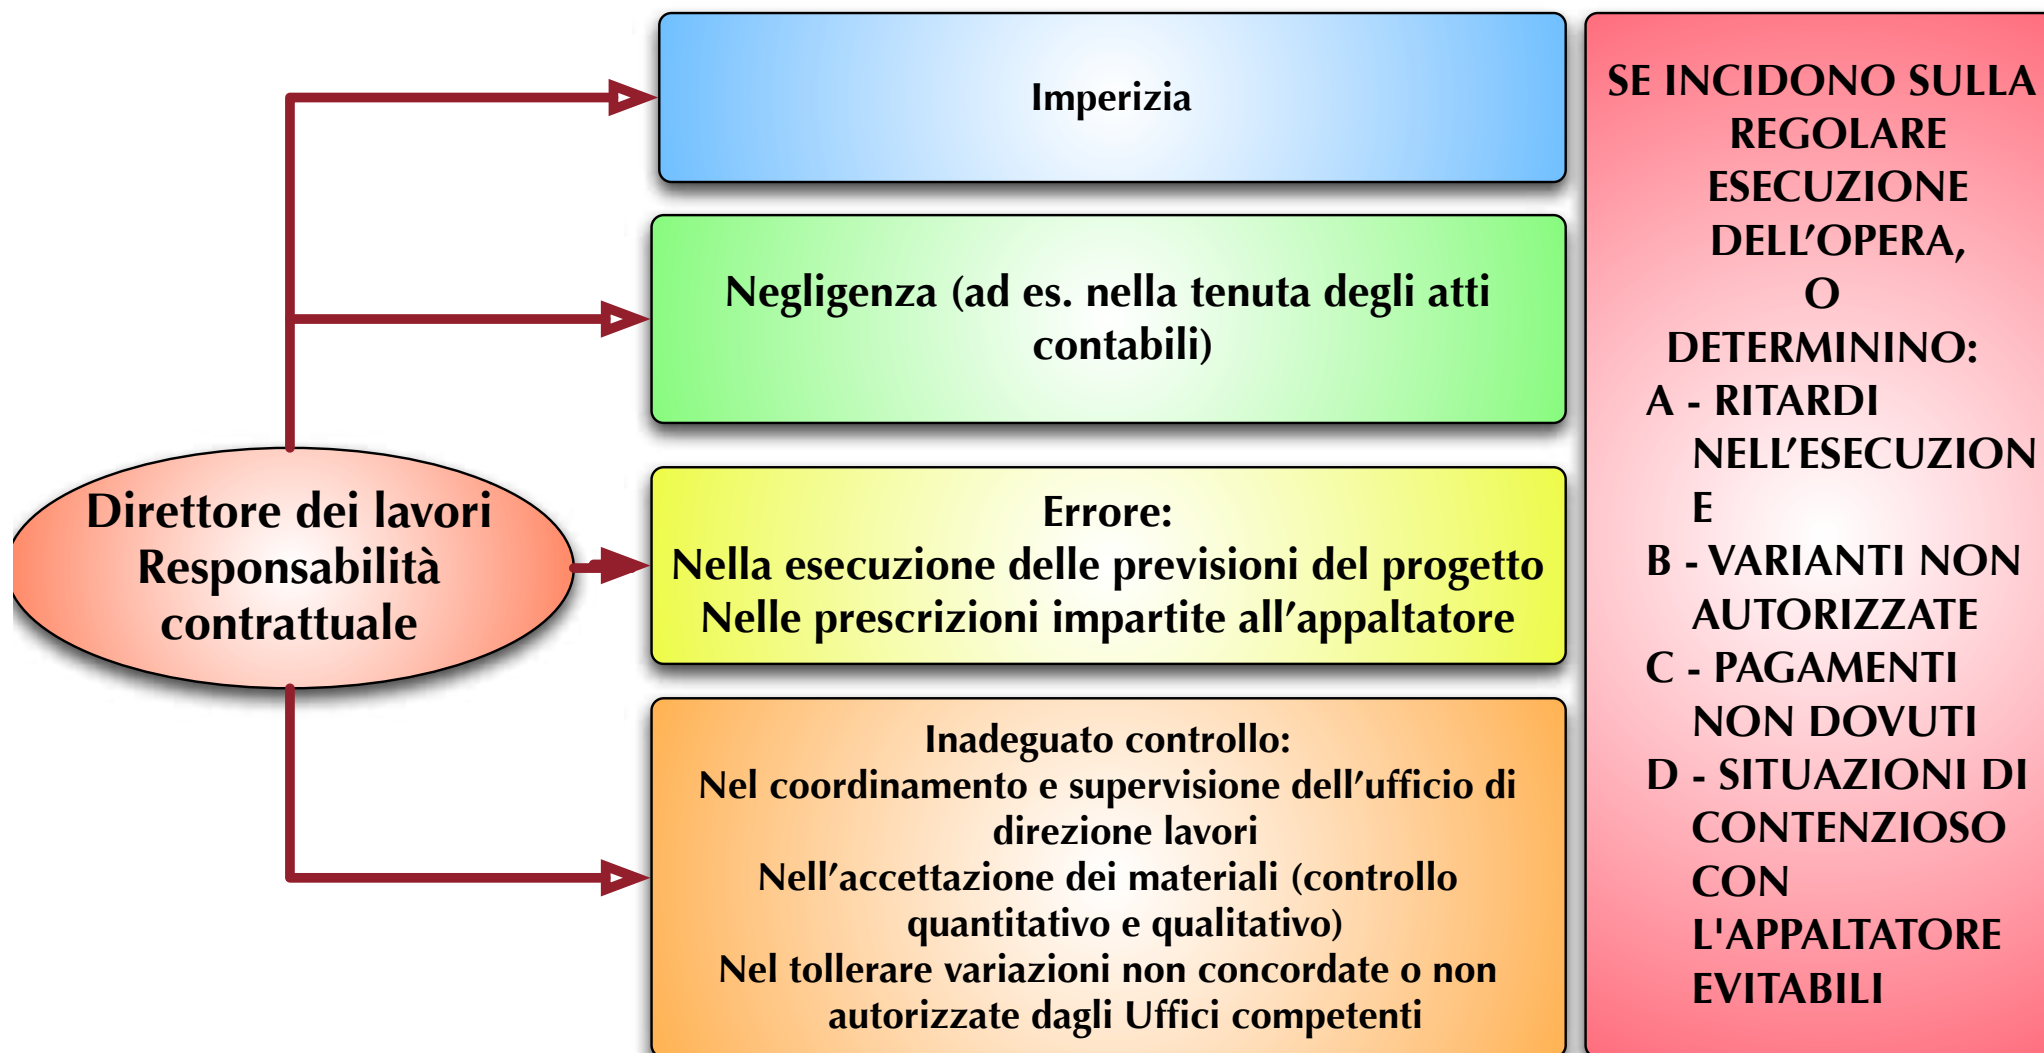 Direttore dei lavori
Responsabilità
contrattuale
Imperizia
Negligenza (ad es. nella tenuta degli atti
contabili)
Errore:
Nella esecuzione delle previsioni del progetto
Nelle prescrizioni impartite all’appaltatore
Inadeguato controllo:
Nel coordinamento e supervisione dell’ufficio di
direzione lavori
Nell’accettazione dei materiali (controllo
quantitativo e qualitativo)
Nel tollerare variazioni non concordate o non
autorizzate dagli Uffici competenti
SE INCIDONO SULLA
REGOLARE
ESECUZIONE
DELL’OPERA,
O
DETERMININO:
A - RITARDI
NELL’ESECUZION
E
B - VARIANTI NON
AUTORIZZATE
C - PAGAMENTI
NON DOVUTI
D - SITUAZIONI DI
CONTENZIOSO
CON
L'APPALTATORE
EVITABILI